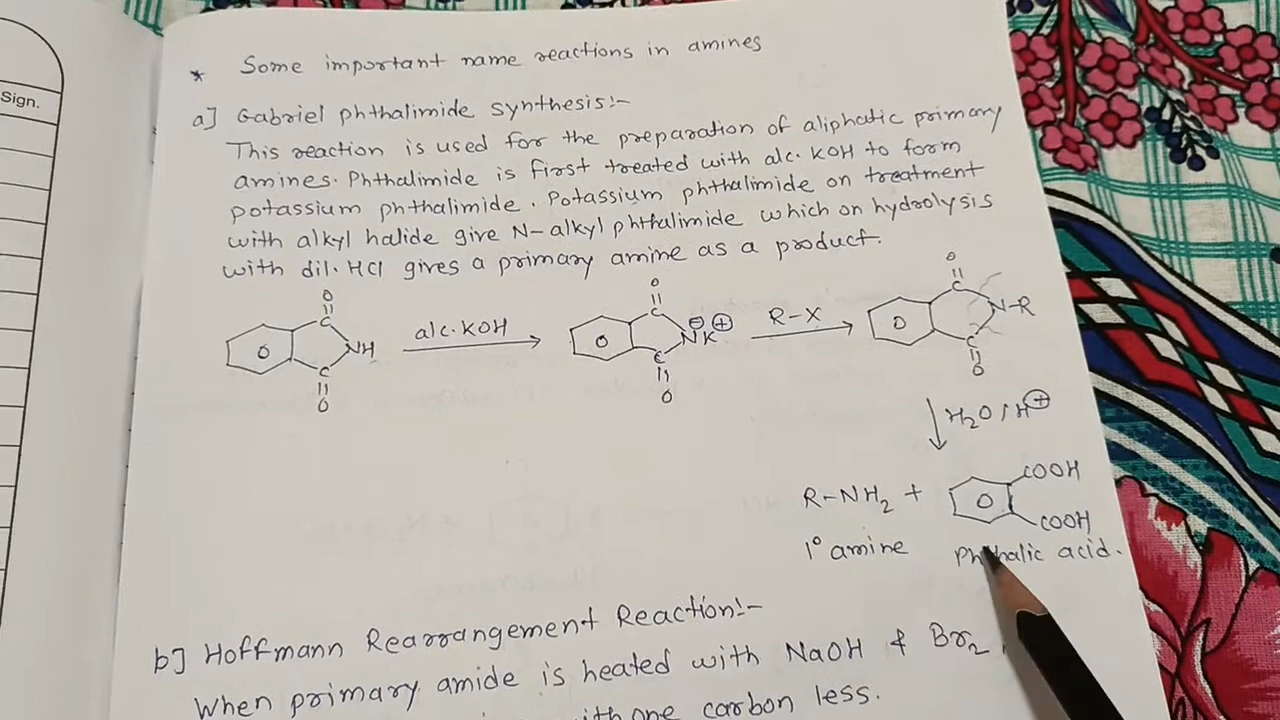 Sign.
* Some important name reactions in amines
a] Gabriel phthalimide synthesis:-
This reaction is used for the preparation of aliphatic primary
amines. Phthalimide is first treated with alc. KOH to form
potassium phthalimide. Potassium phthalimide on treatment
with alkyl halide give N-alkyl phthalimide which on hydrolysis
with dil. HCl gives a primary amine as a product.
O O O
C C C
NH alc.KOH N⊖K⊕ R-X N-R
C C C
O O O
H2O/H⊕
R-NH2 + COOH
COOH
1° amine Phthalic acid.
b] Hoffmann Rearrangement Reaction:-
When primary amide is heated with NaOH & Br2
with one carbon less.